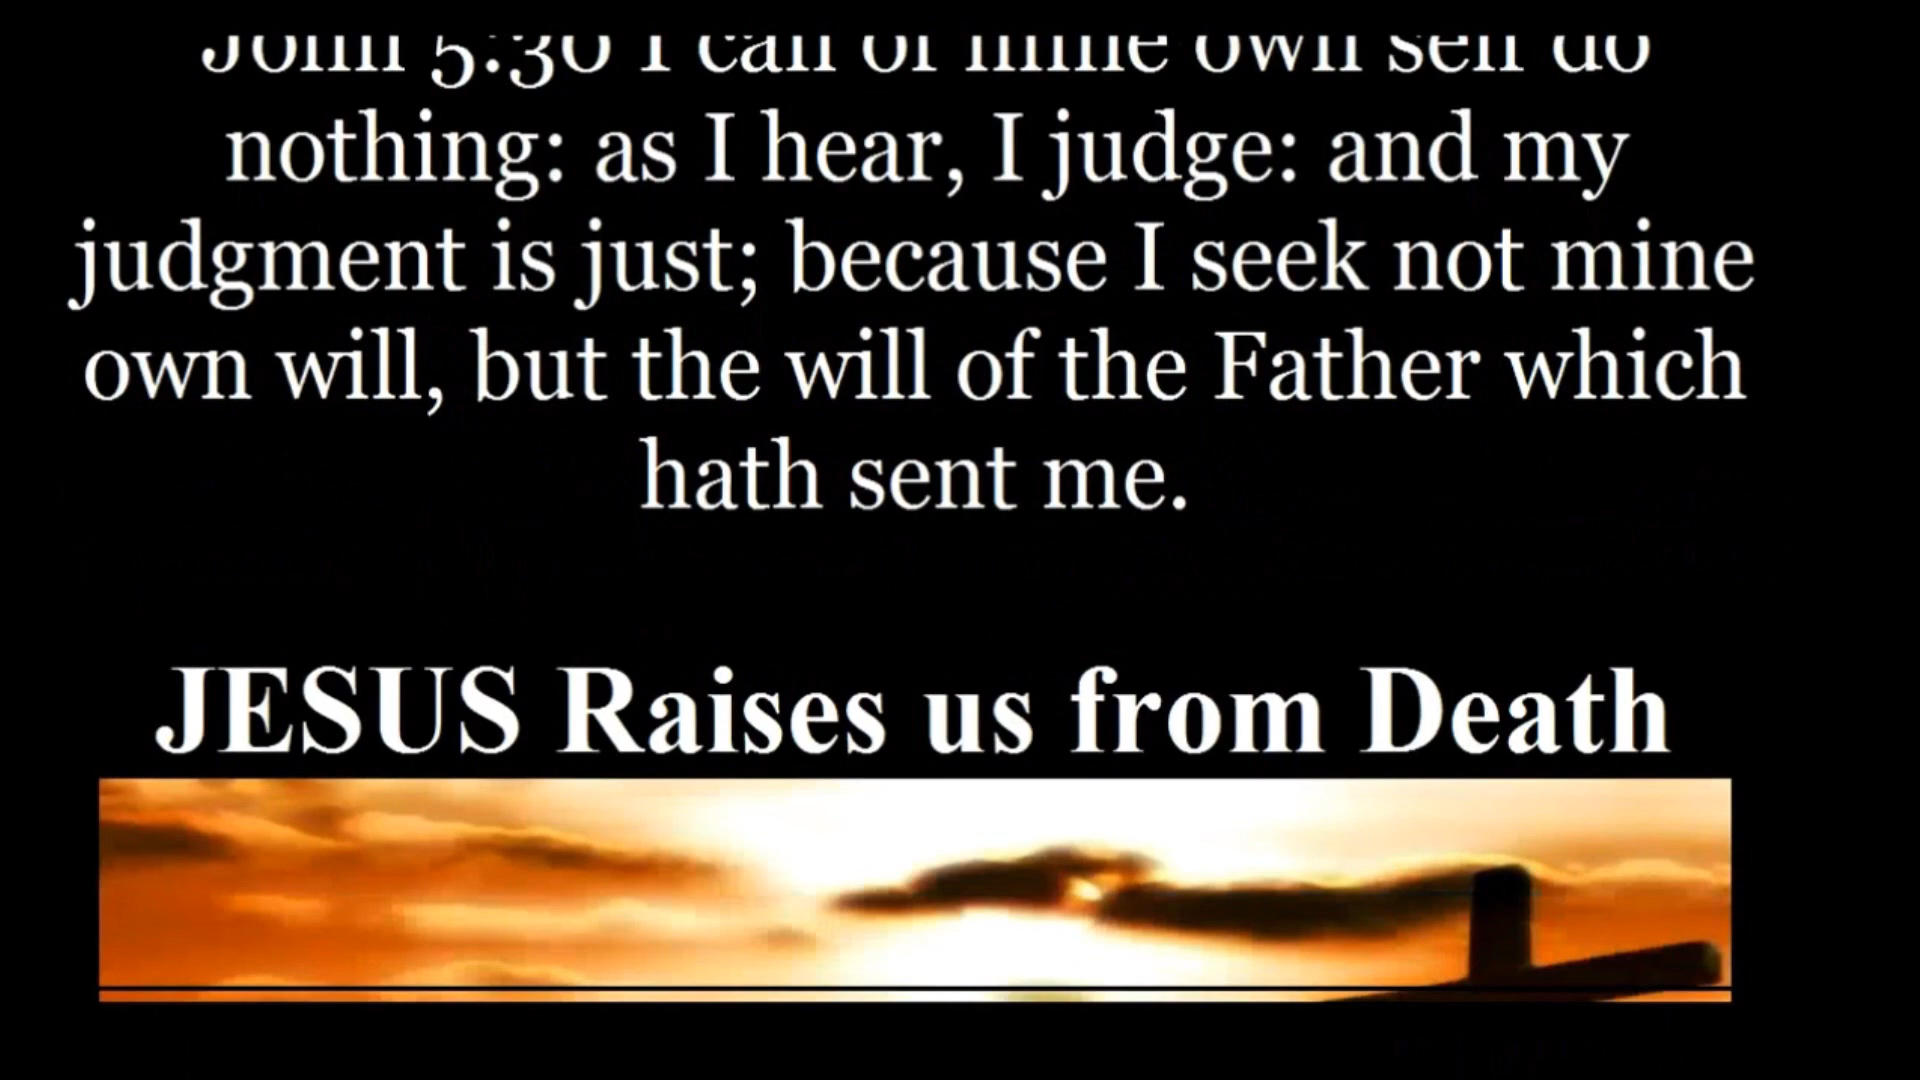 John 5:30 I can of mine own self do
nothing: as I hear, I judge: and my
judgment is just; because I seek not mine
own will, but the will of the Father which
hath sent me.
JESUS Raises us from Death